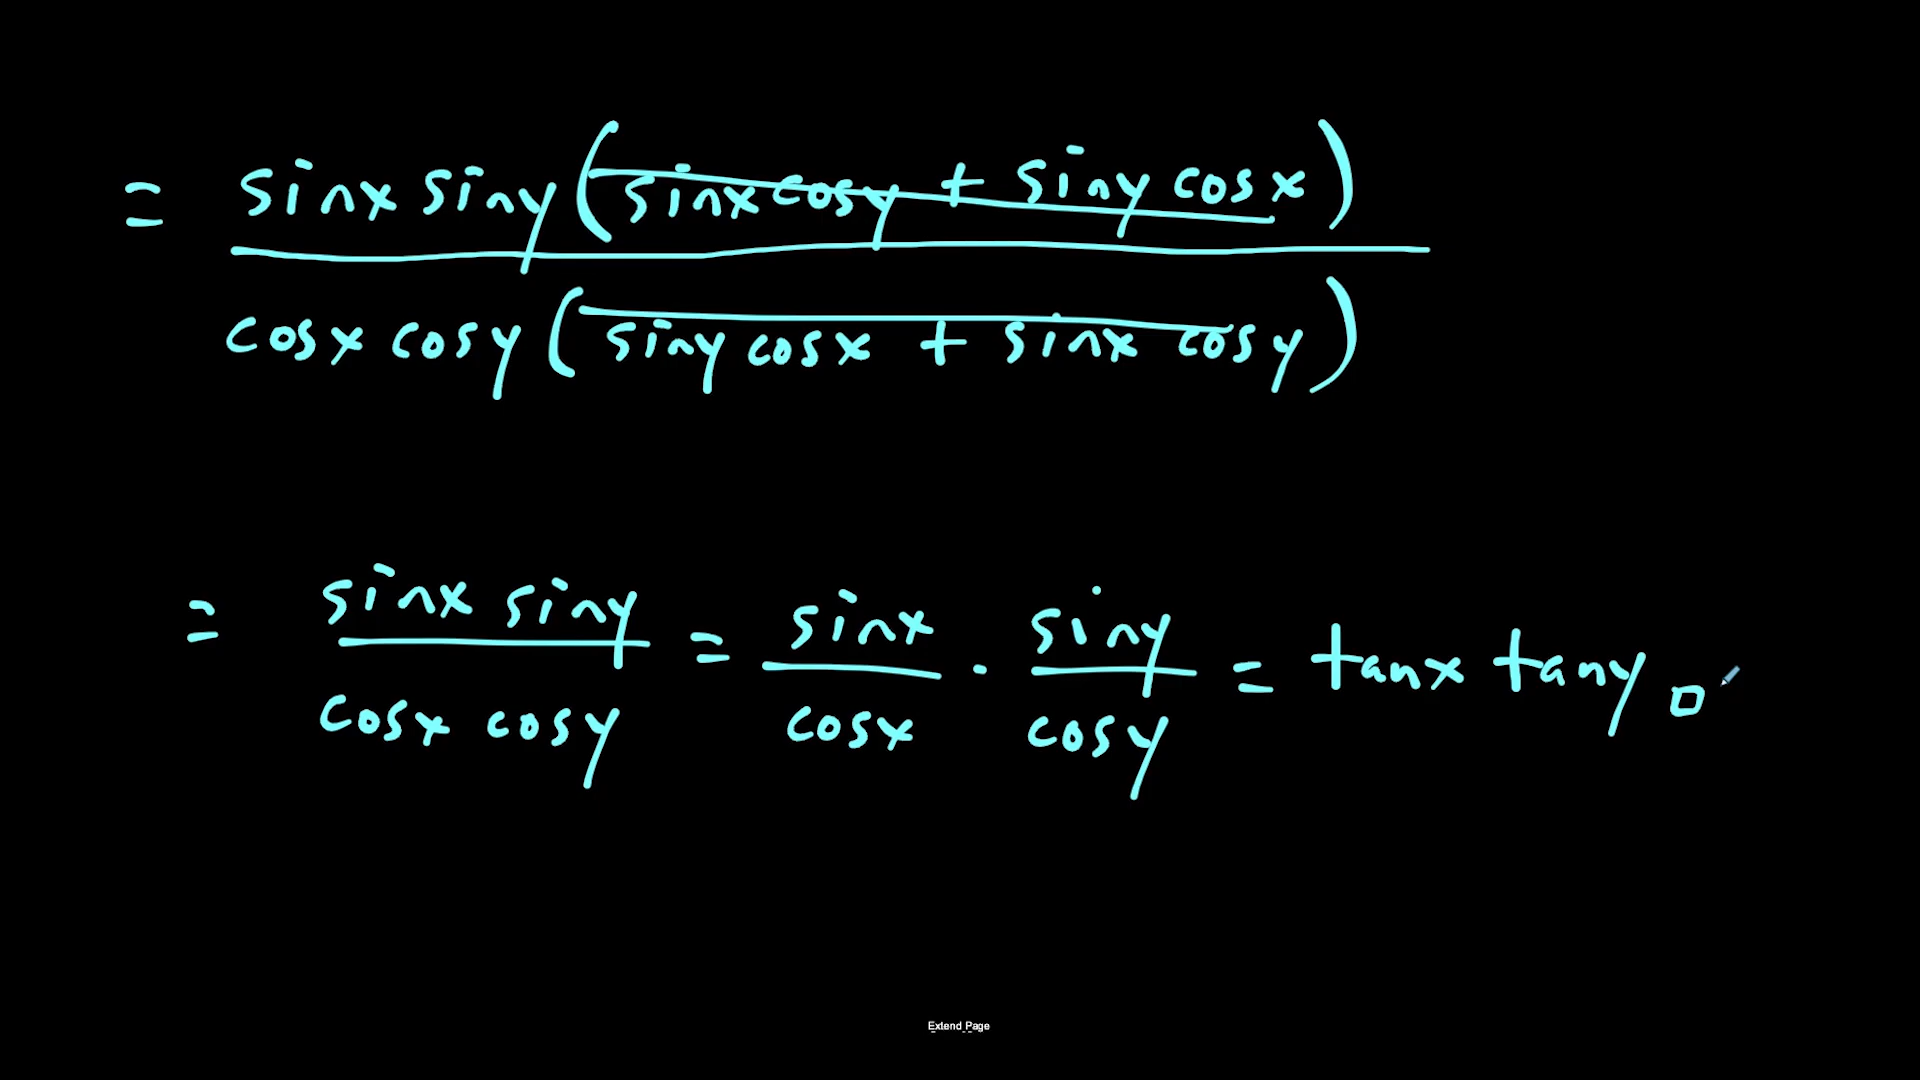 = sinx siny (sinx cosy + siny cosx)
cosx cosy (siny cosx + sinx cosy)
= sinx siny = sinx · siny = tanx tany □
cosx cosy cosx cosy
Extend Page